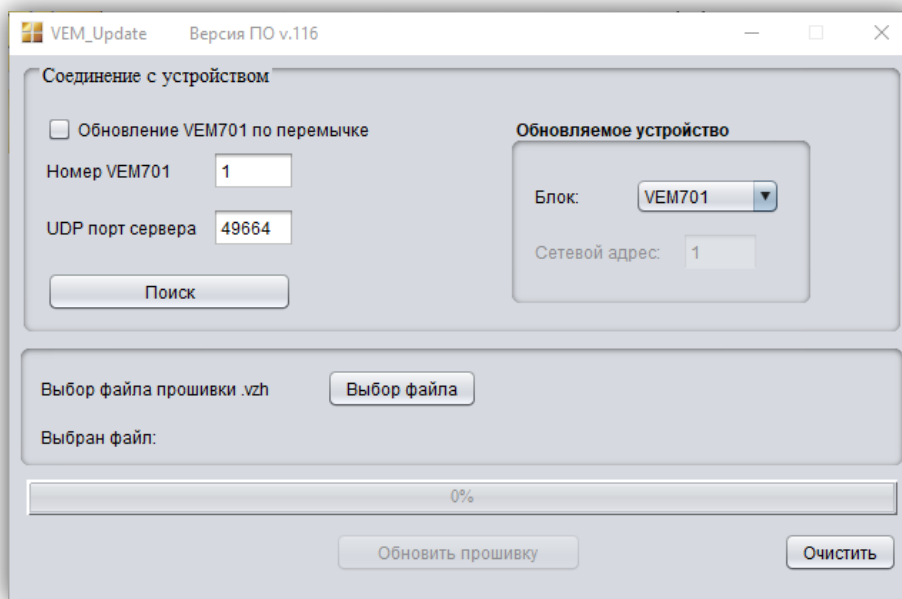 VEM_Update Версия ПО v.116
Соединение с устройством
Обновление VEM701 по перемычке
Номер VEM701 1
UDP порт сервера 49664
Поиск
Обновляемое устройство
Блок: VEM701
Сетевой адрес: 1
Выбор файла прошивки .vzh Выбор файла
Выбран файл:
0%
Обновить прошивку Очистить